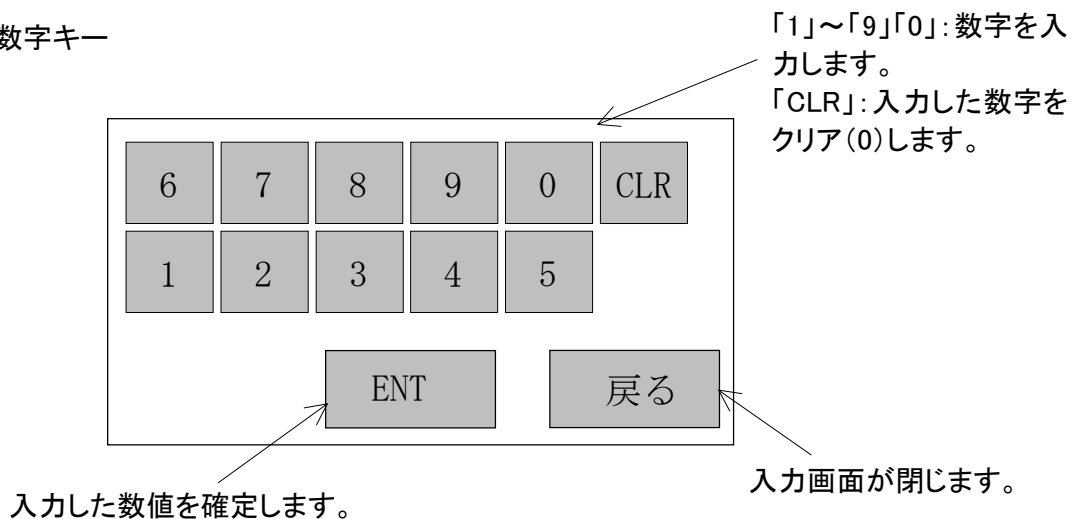 数字キー
「1」～「9」「0」：数字を入
力します。
「CLR」：入力した数字を
クリア（0）します。
6 7 8 9 0 CLR
1 2 3 4 5
ENT 戻る
入力した数値を確定します。
入力画面が閉じます。